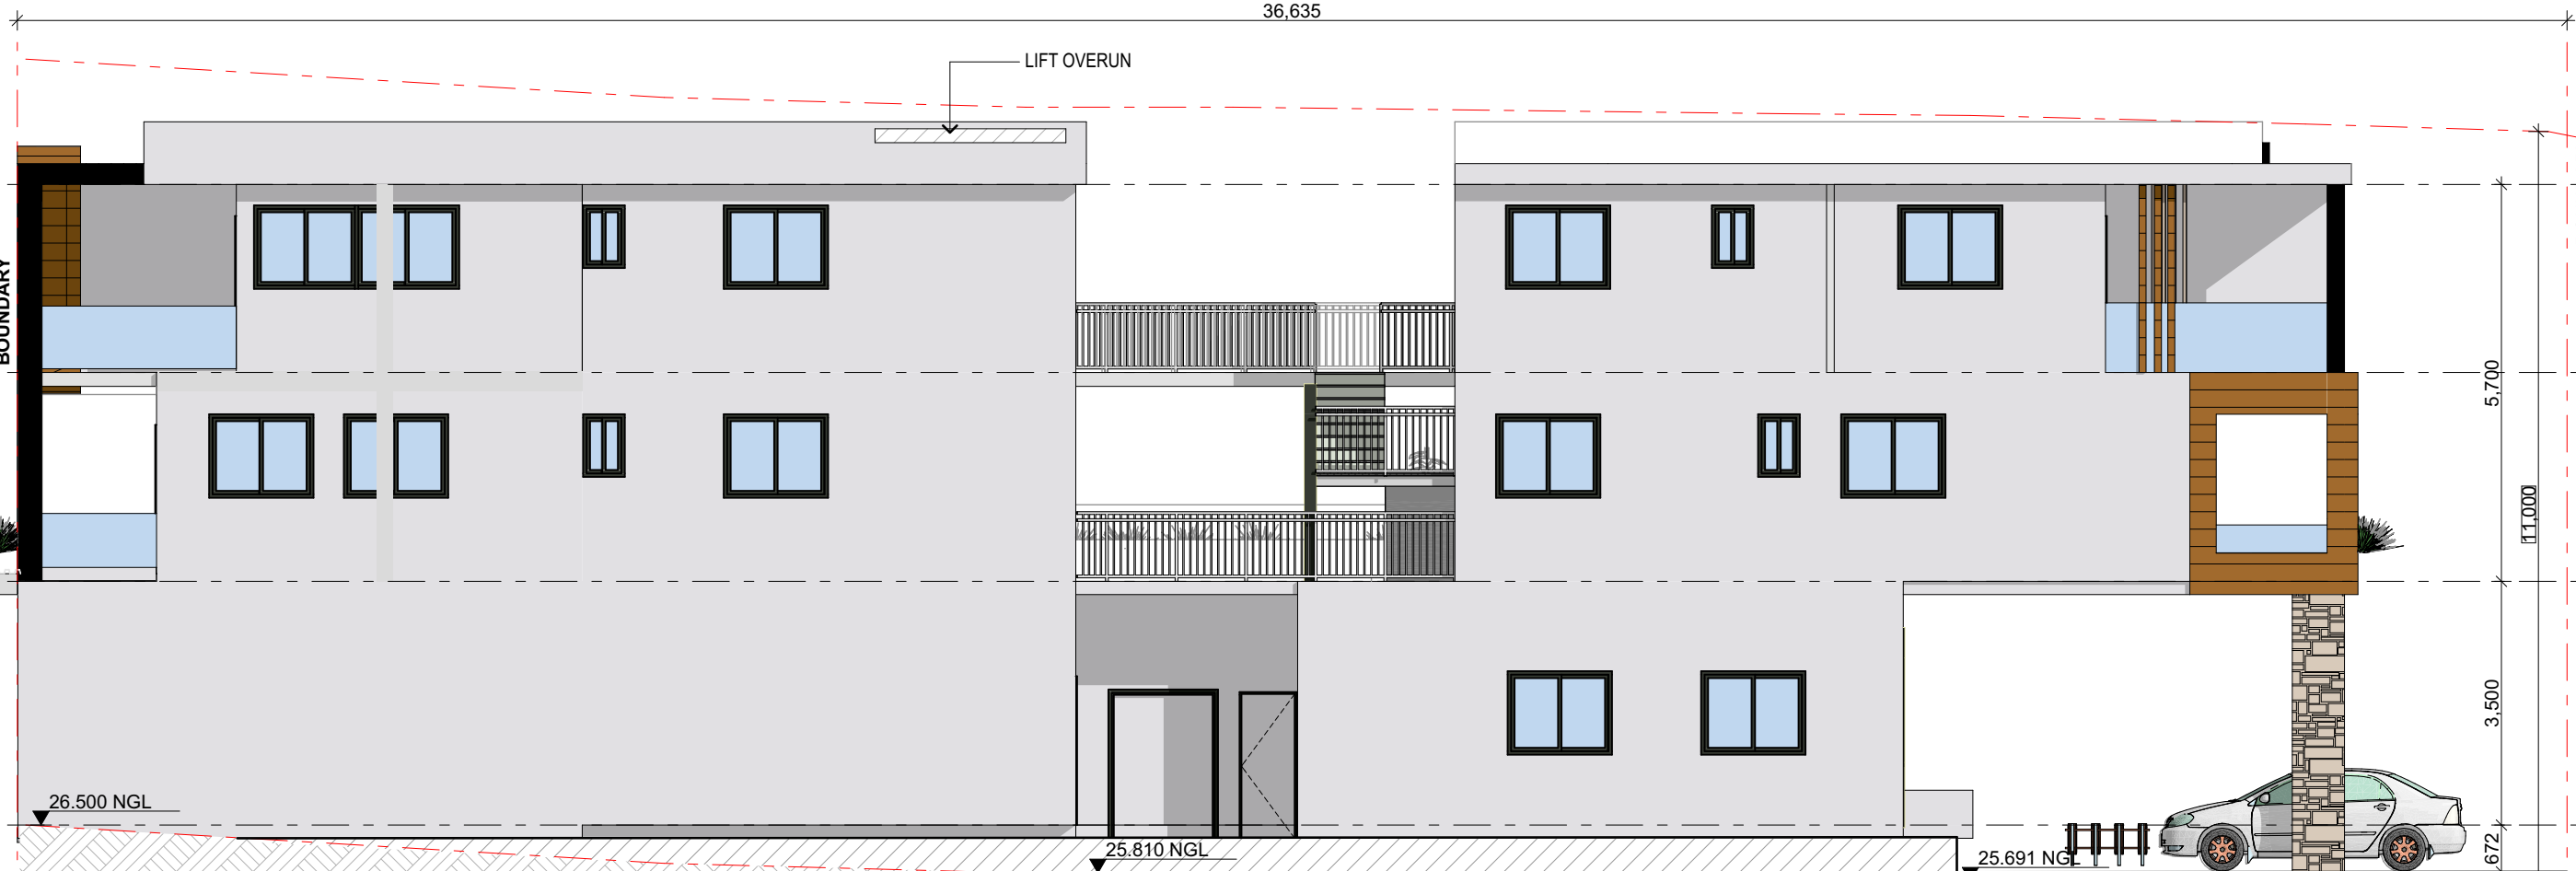 36,635
LIFT OVERUN
BOUNDARY
5,700
11,000
3,500
26.500 NGL
25.810 NGL
25.691 NGL
672